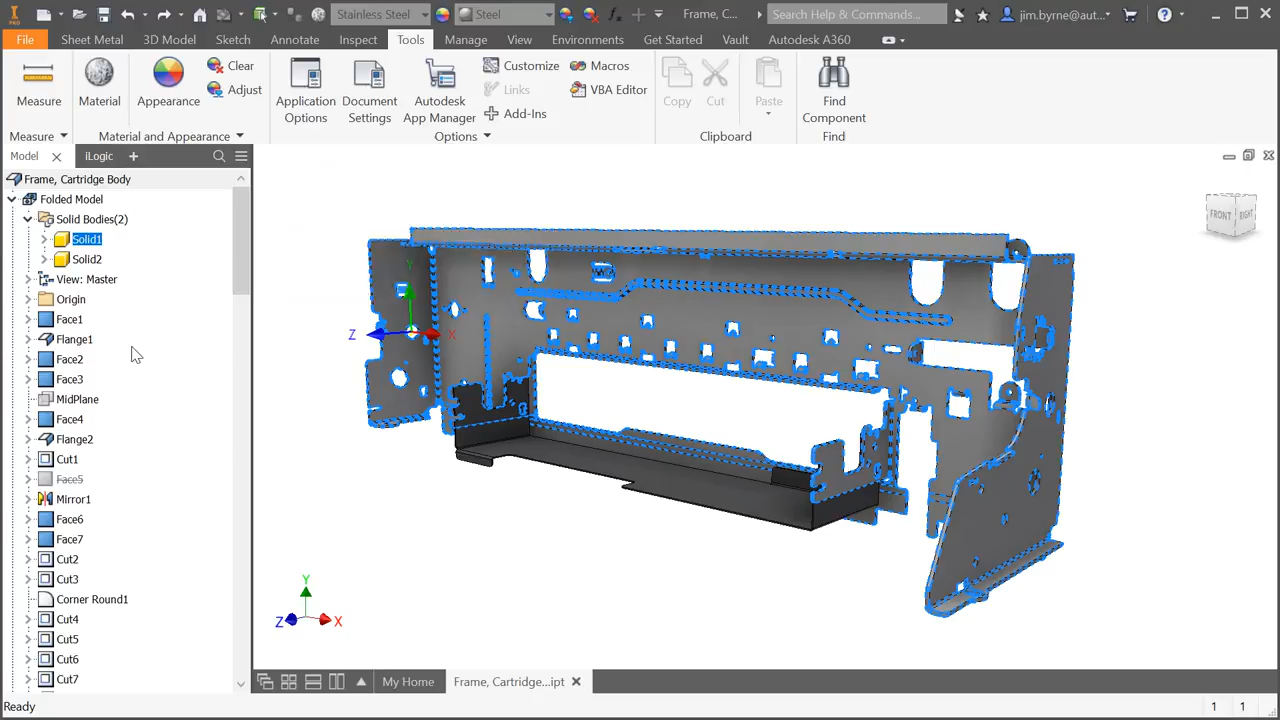 PRO
Stainless Steel
Steel
fx
Frame, C...
Search Help & Commands...
jim.byrne@aut...
File
Sheet Metal
3D Model
Sketch
Annotate
Inspect
Tools
Manage
View
Environments
Get Started
Vault
Autodesk A360
Measure
Material
Appearance
Clear
Adjust
Application Options
Document Settings
Autodesk App Manager
Customize
Links
Add-Ins
Macros
VBA Editor
Copy
Cut
Paste
Find Component
Measure
Material and Appearance
Options
Clipboard
Find
Model
iLogic
Frame, Cartridge Body
Folded Model
Solid Bodies(2)
Solid1
Solid2
View: Master
Origin
Face1
Flange1
Face2
Face3
MidPlane
Face4
Flange2
Cut1
Face5
Mirror1
Face6
Face7
Cut2
Cut3
Corner Round1
Cut4
Cut5
Cut6
Cut7
FRONT
RIGHT
Y
Z
X
Y
Z
X
My Home
Frame, Cartridge...ipt
Ready
1
1